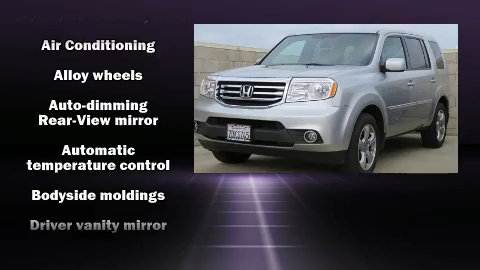 Air Conditioning
Alloy wheels
Auto-dimming
Rear-View mirror
Automatic
temperature control
Bodyside moldings
Driver vanity mirror